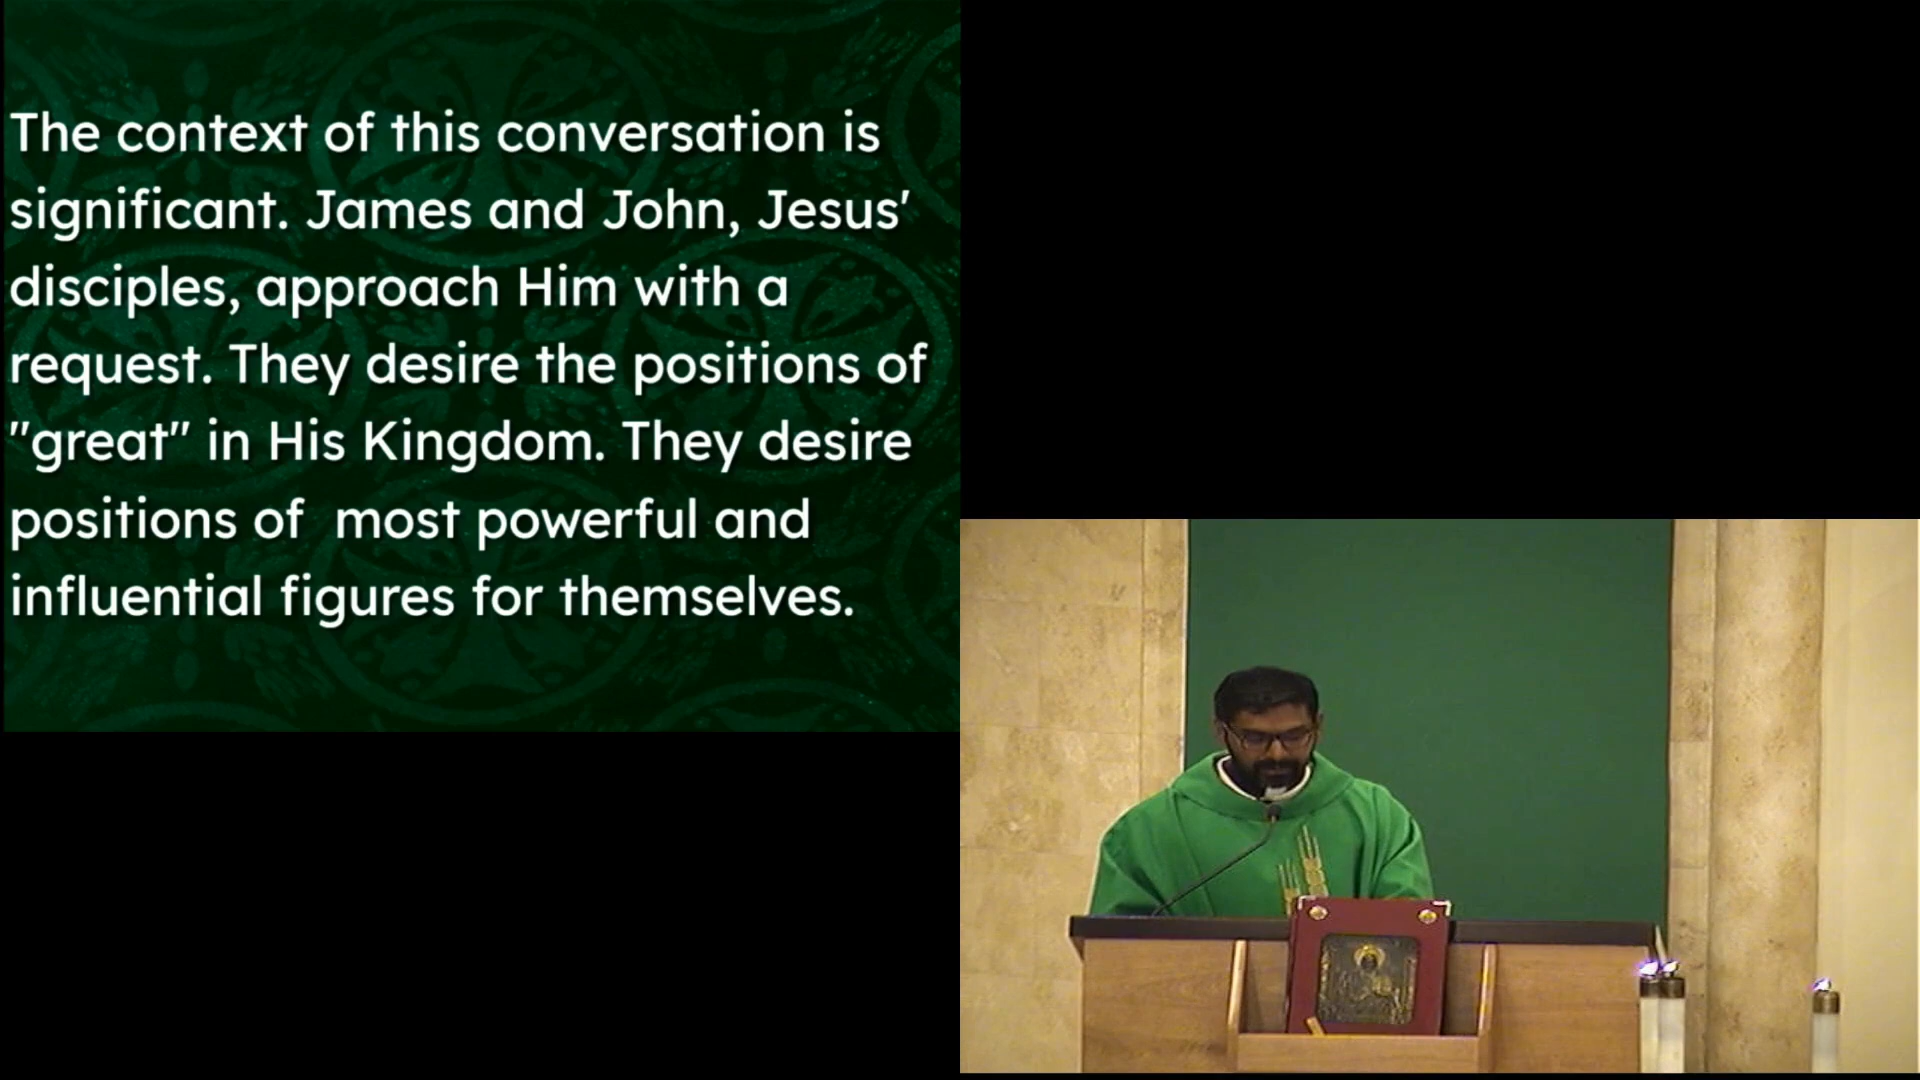 The context of this conversation is
significant. James and John, Jesus'
disciples, approach Him with a
request. They desire the positions of
"great" in His Kingdom. They desire
positions of  most powerful and
influential figures for themselves.